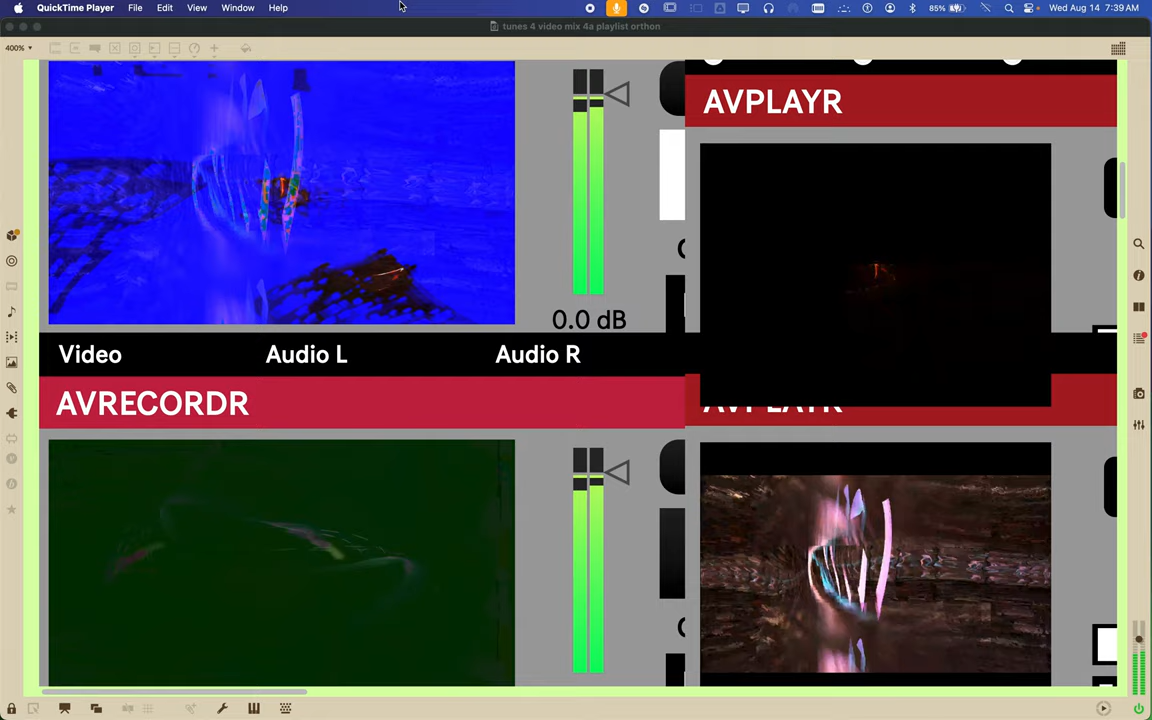 QuickTime Player File Edit View Window Help 85% Wed Aug 14 7:39 AM
tunes 4 video mix 4a playlist orthon
400%
AVPLAYR
0.0 dB
Video Audio L Audio R
AVRECORDR
AVPLAYR